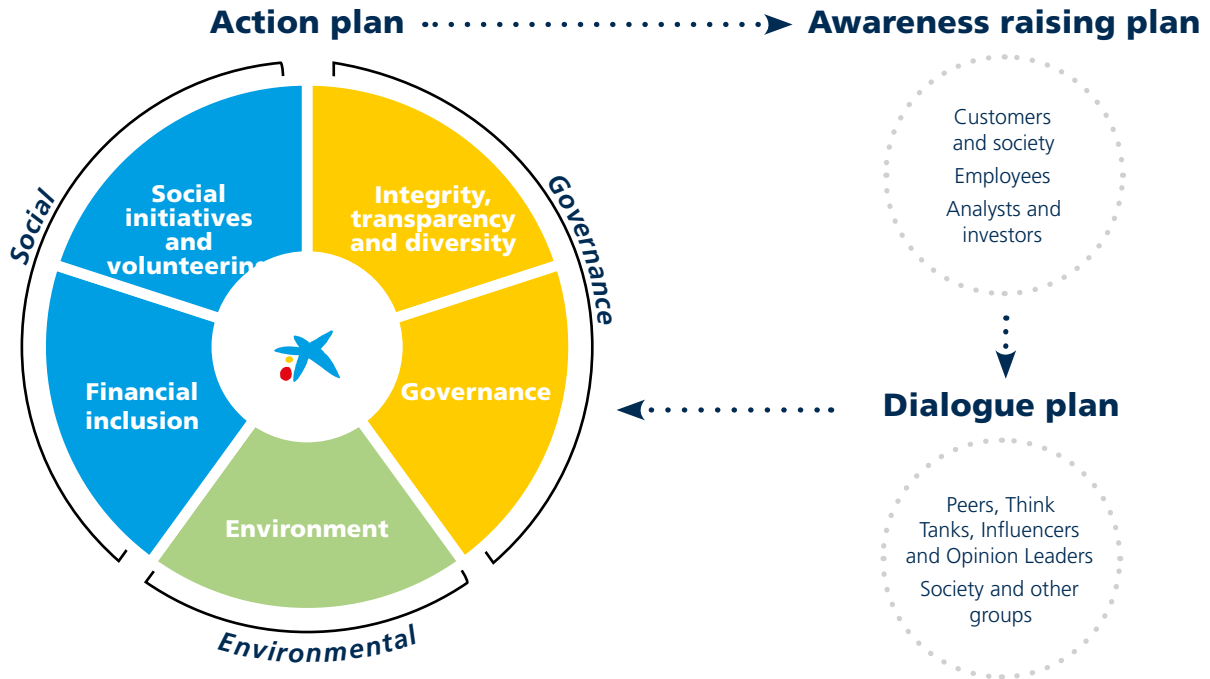 Action plan
Awareness raising plan
Social
Social
initiatives
and
volunteering
Integrity,
transparency
and diversity
Governance
Financial
inclusion
Governance
Environment
Environmental
Customers
and society
Employees
Analysts and
investors
Dialogue plan
Peers, Think
Tanks, Influencers
and Opinion Leaders
Society and other
groups